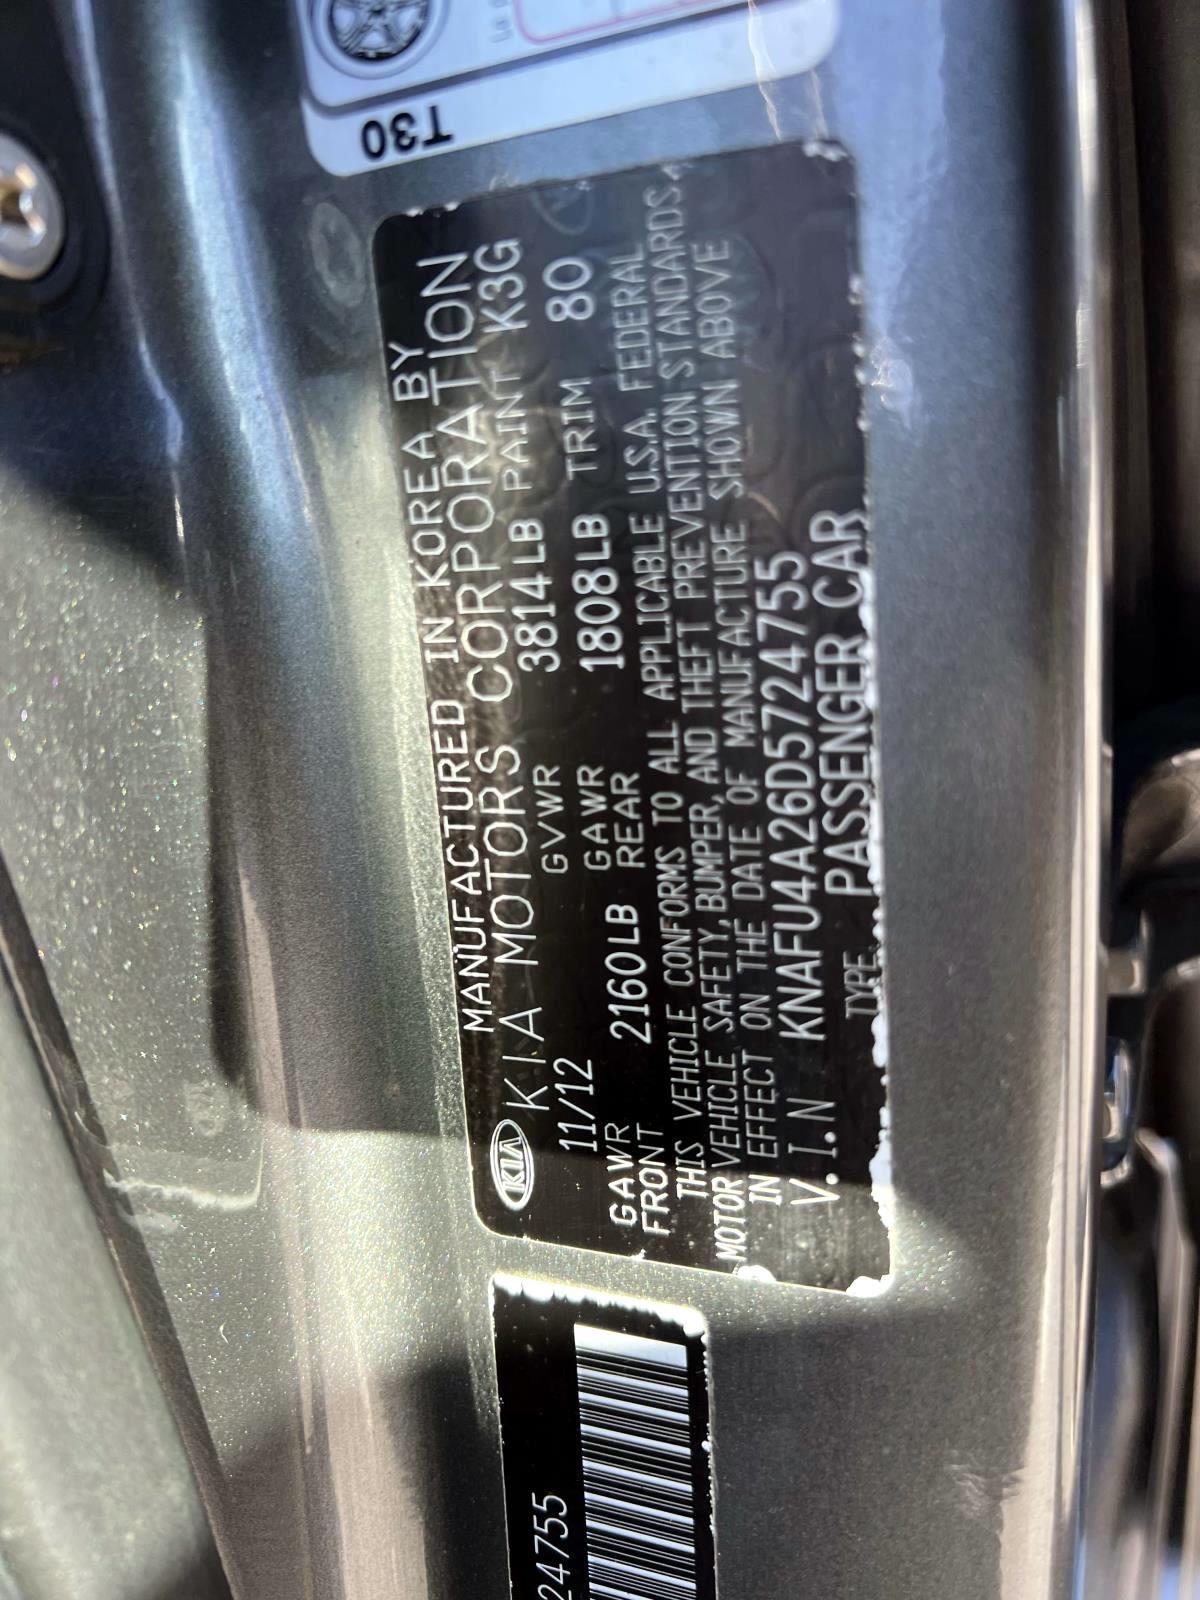 T30
MANUFACTURED IN KOREA BY
KIA KIA MOTORS CORPORATION
11/12 GVWR 3814LB PAINT K3G
GAWR FRONT 2160LB GAWR REAR 1808LB TRIM 80
THIS VEHICLE CONFORMS TO ALL APPLICABLE U.S.A. FEDERAL
MOTOR VEHICLE SAFETY, BUMPER, AND THEFT PREVENTION STANDARDS
IN EFFECT ON THE DATE OF MANUFACTURE SHOWN ABOVE
V.I.N KNAFU4A26D5724755
TYPE PASSENGER CAR
24755